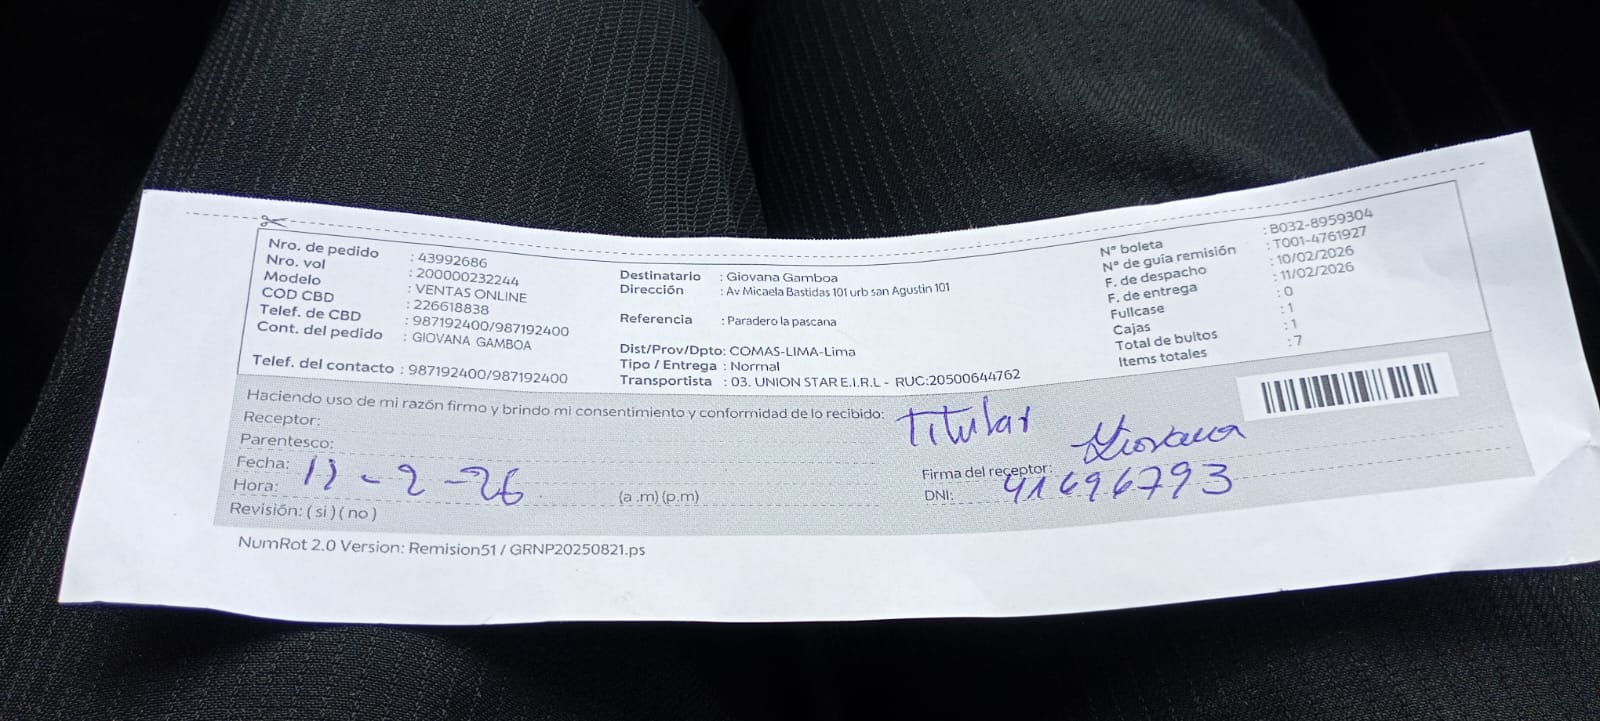 Nro. de pedido : 43992686
Nro. vol : 200000232244
Modelo : VENTAS ONLINE
COD CBD : 226618838
Telef. de CBD : 987192400/987192400
Cont. del pedido : GIOVANA GAMBOA
Telef. del contacto : 987192400/987192400
Destinatario : Giovana Gamboa
Dirección : Av Micaela Bastidas 101 urb san Agustin 101
Referencia : Paradero la pascana
Dist/Prov/Dpto: COMAS-LIMA-Lima
Tipo / Entrega : Normal
Transportista : 03. UNION STAR E.I.R.L - RUC:20500644762
N° boleta : B032-8959304
N° de guía remisión : T001-4761927
F. de despacho : 10/02/2026
F. de entrega : 11/02/2026
Fullcase : 0
Cajas : 1
Total de bultos : 1
Items totales : 7
Haciendo uso de mi razón firmo y brindo mi consentimiento y conformidad de lo recibido: Titular
Receptor:
Parentesco:
Fecha: 11-2-26
Hora: (a .m) (p.m)
Revisión: ( si ) ( no )
Firma del receptor: Giovana
DNI: 41696793
NumRot 2.0 Version: Remision51 / GRNP20250821.ps